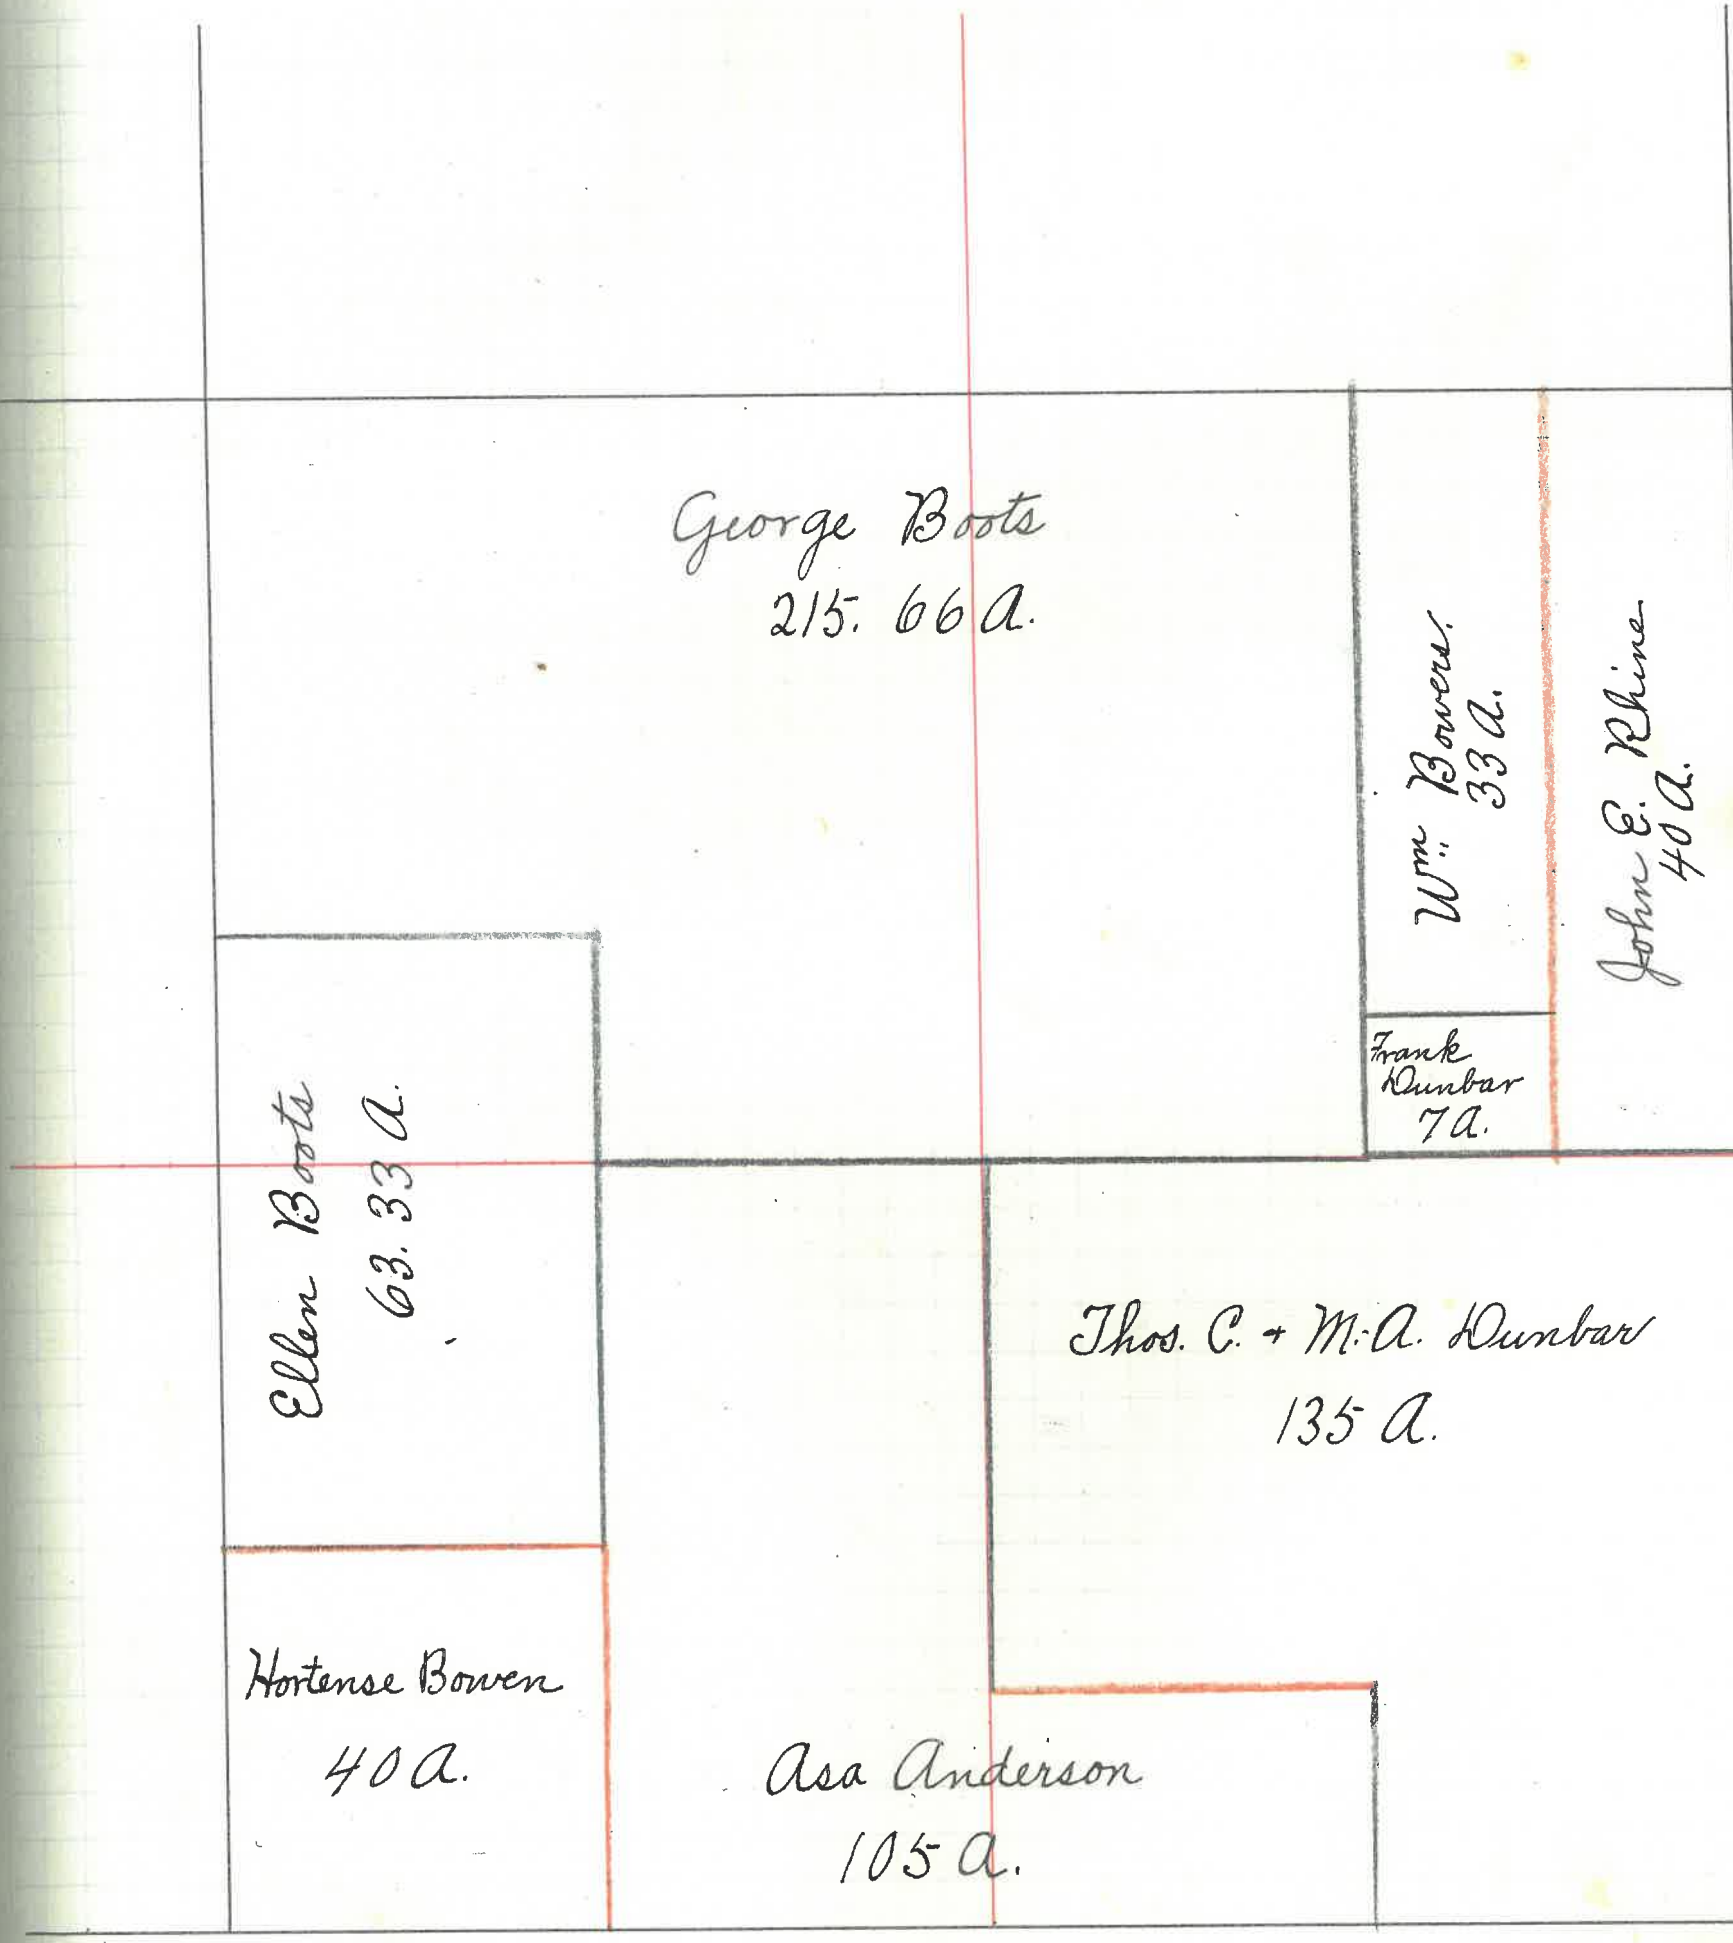 George Boots
215. 66 A.
Wm. Bowers.
33 A.
John E. Rhine
40 A.
Frank
Dunbar
7 A.
Ellen Boots
63. 33 A.
Thos. C. + M. A. Dunbar
135 A.
Hortense Bowen
40 A.
Asa Anderson
105 A.